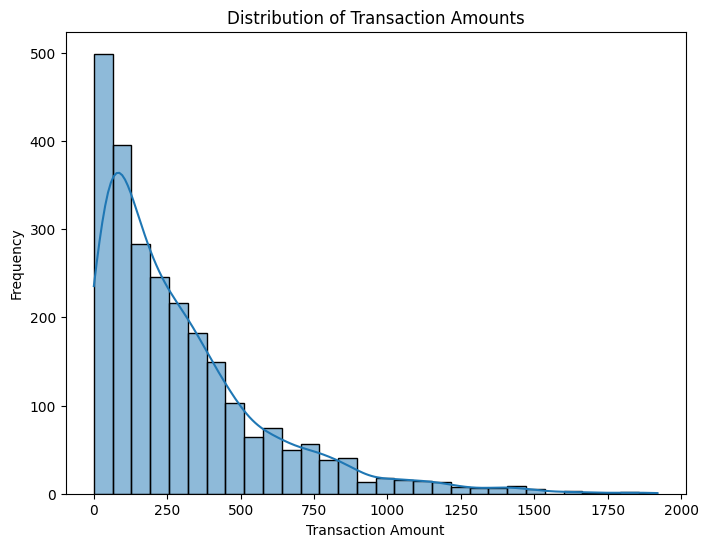 Distribution of Transaction Amounts
500
400
300
200
100
0
Frequency
0 250 500 750 1000 1250 1500 1750 2000
Transaction Amount